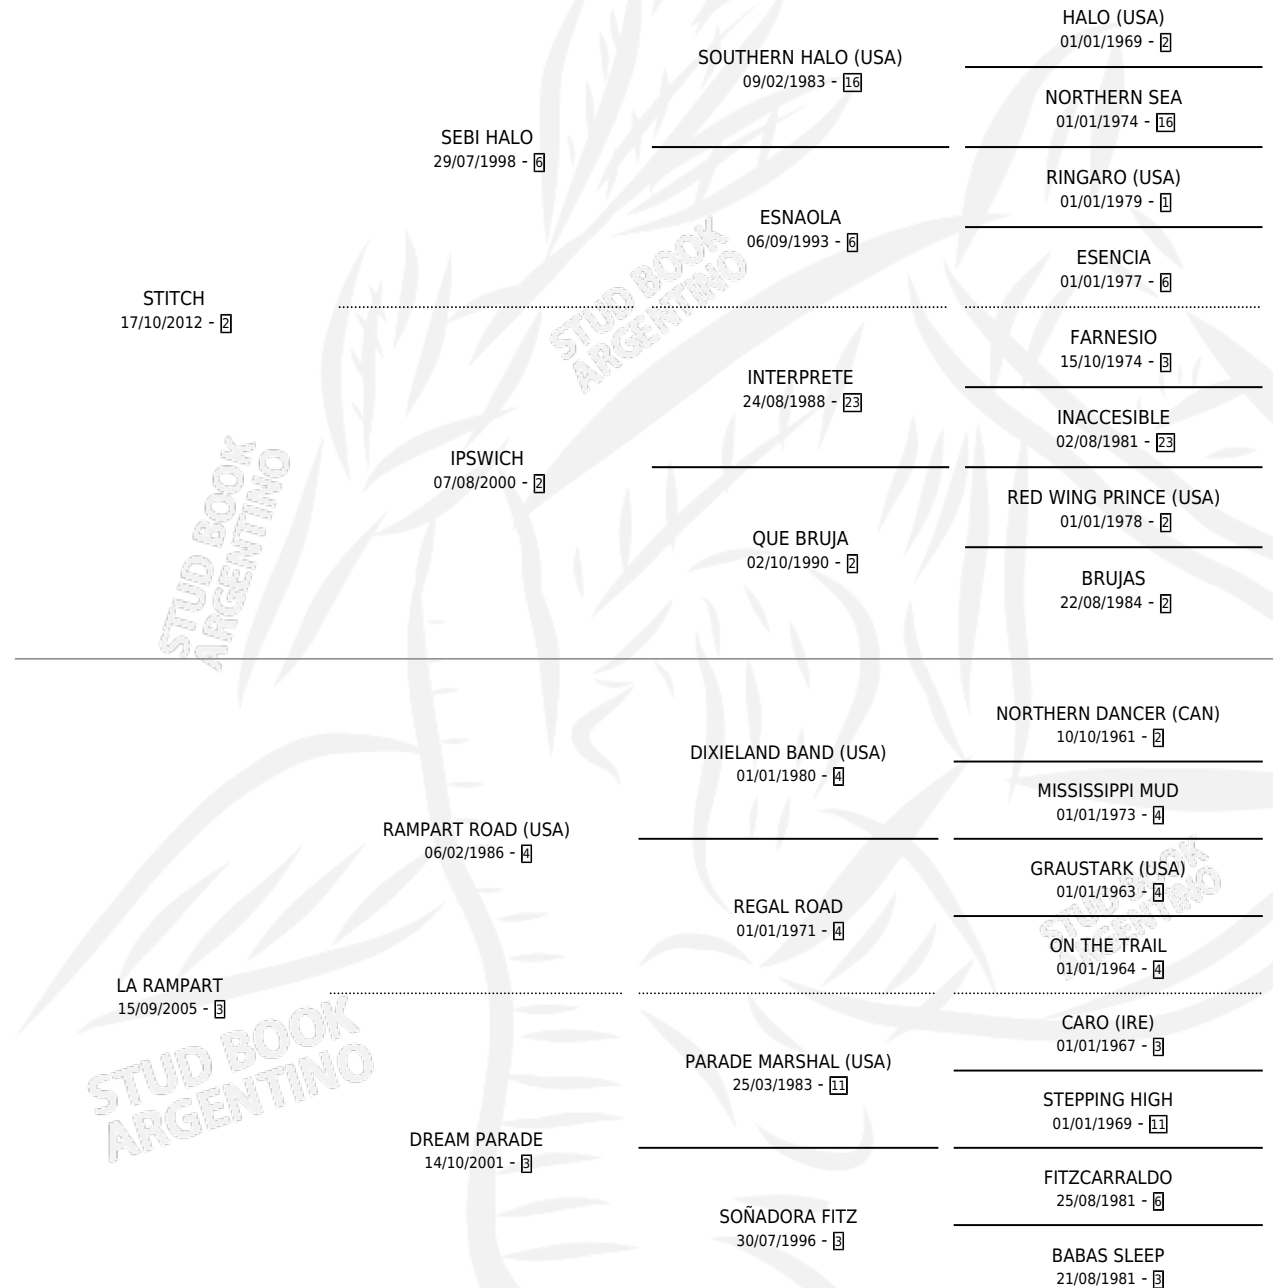 HALO (USA)
01/01/1969 - 2
SOUTHERN HALO (USA)
09/02/1983 - 16
NORTHERN SEA
01/01/1974 - 16
SEBI HALO
29/07/1998 - 6
RINGARO (USA)
01/01/1979 - 1
ESNAOLA
06/09/1993 - 6
ESENCIA
01/01/1977 - 6
STITCH
17/10/2012 - 2
STUD BOOK
ARGENTINO
FARNESIO
15/10/1974 - 3
INTERPRETE
24/08/1988 - 23
INACCESIBLE
02/08/1981 - 23
IPSWICH
07/08/2000 - 2
RED WING PRINCE (USA)
01/01/1978 - 2
QUE BRUJA
02/10/1990 - 2
BRUJAS
22/08/1984 - 2
STUD BOOK
ARGENTINO
NORTHERN DANCER (CAN)
10/10/1961 - 2
DIXIELAND BAND (USA)
01/01/1980 - 4
MISSISSIPPI MUD
01/01/1973 - 4
RAMPART ROAD (USA)
06/02/1986 - 4
GRAUSTARK (USA)
01/01/1963 - 4
REGAL ROAD
01/01/1971 - 4
STUD BOOK
ARGENTINO
ON THE TRAIL
01/01/1964 - 4
LA RAMPART
15/09/2005 - 3
CARO (IRE)
01/01/1967 - 3
PARADE MARSHAL (USA)
25/03/1983 - 11
STEPPING HIGH
01/01/1969 - 11
STUD BOOK
ARGENTINO
DREAM PARADE
14/10/2001 - 3
FITZCARRALDO
25/08/1981 - 6
SOÑADORA FITZ
30/07/1996 - 3
BABAS SLEEP
21/08/1981 - 3